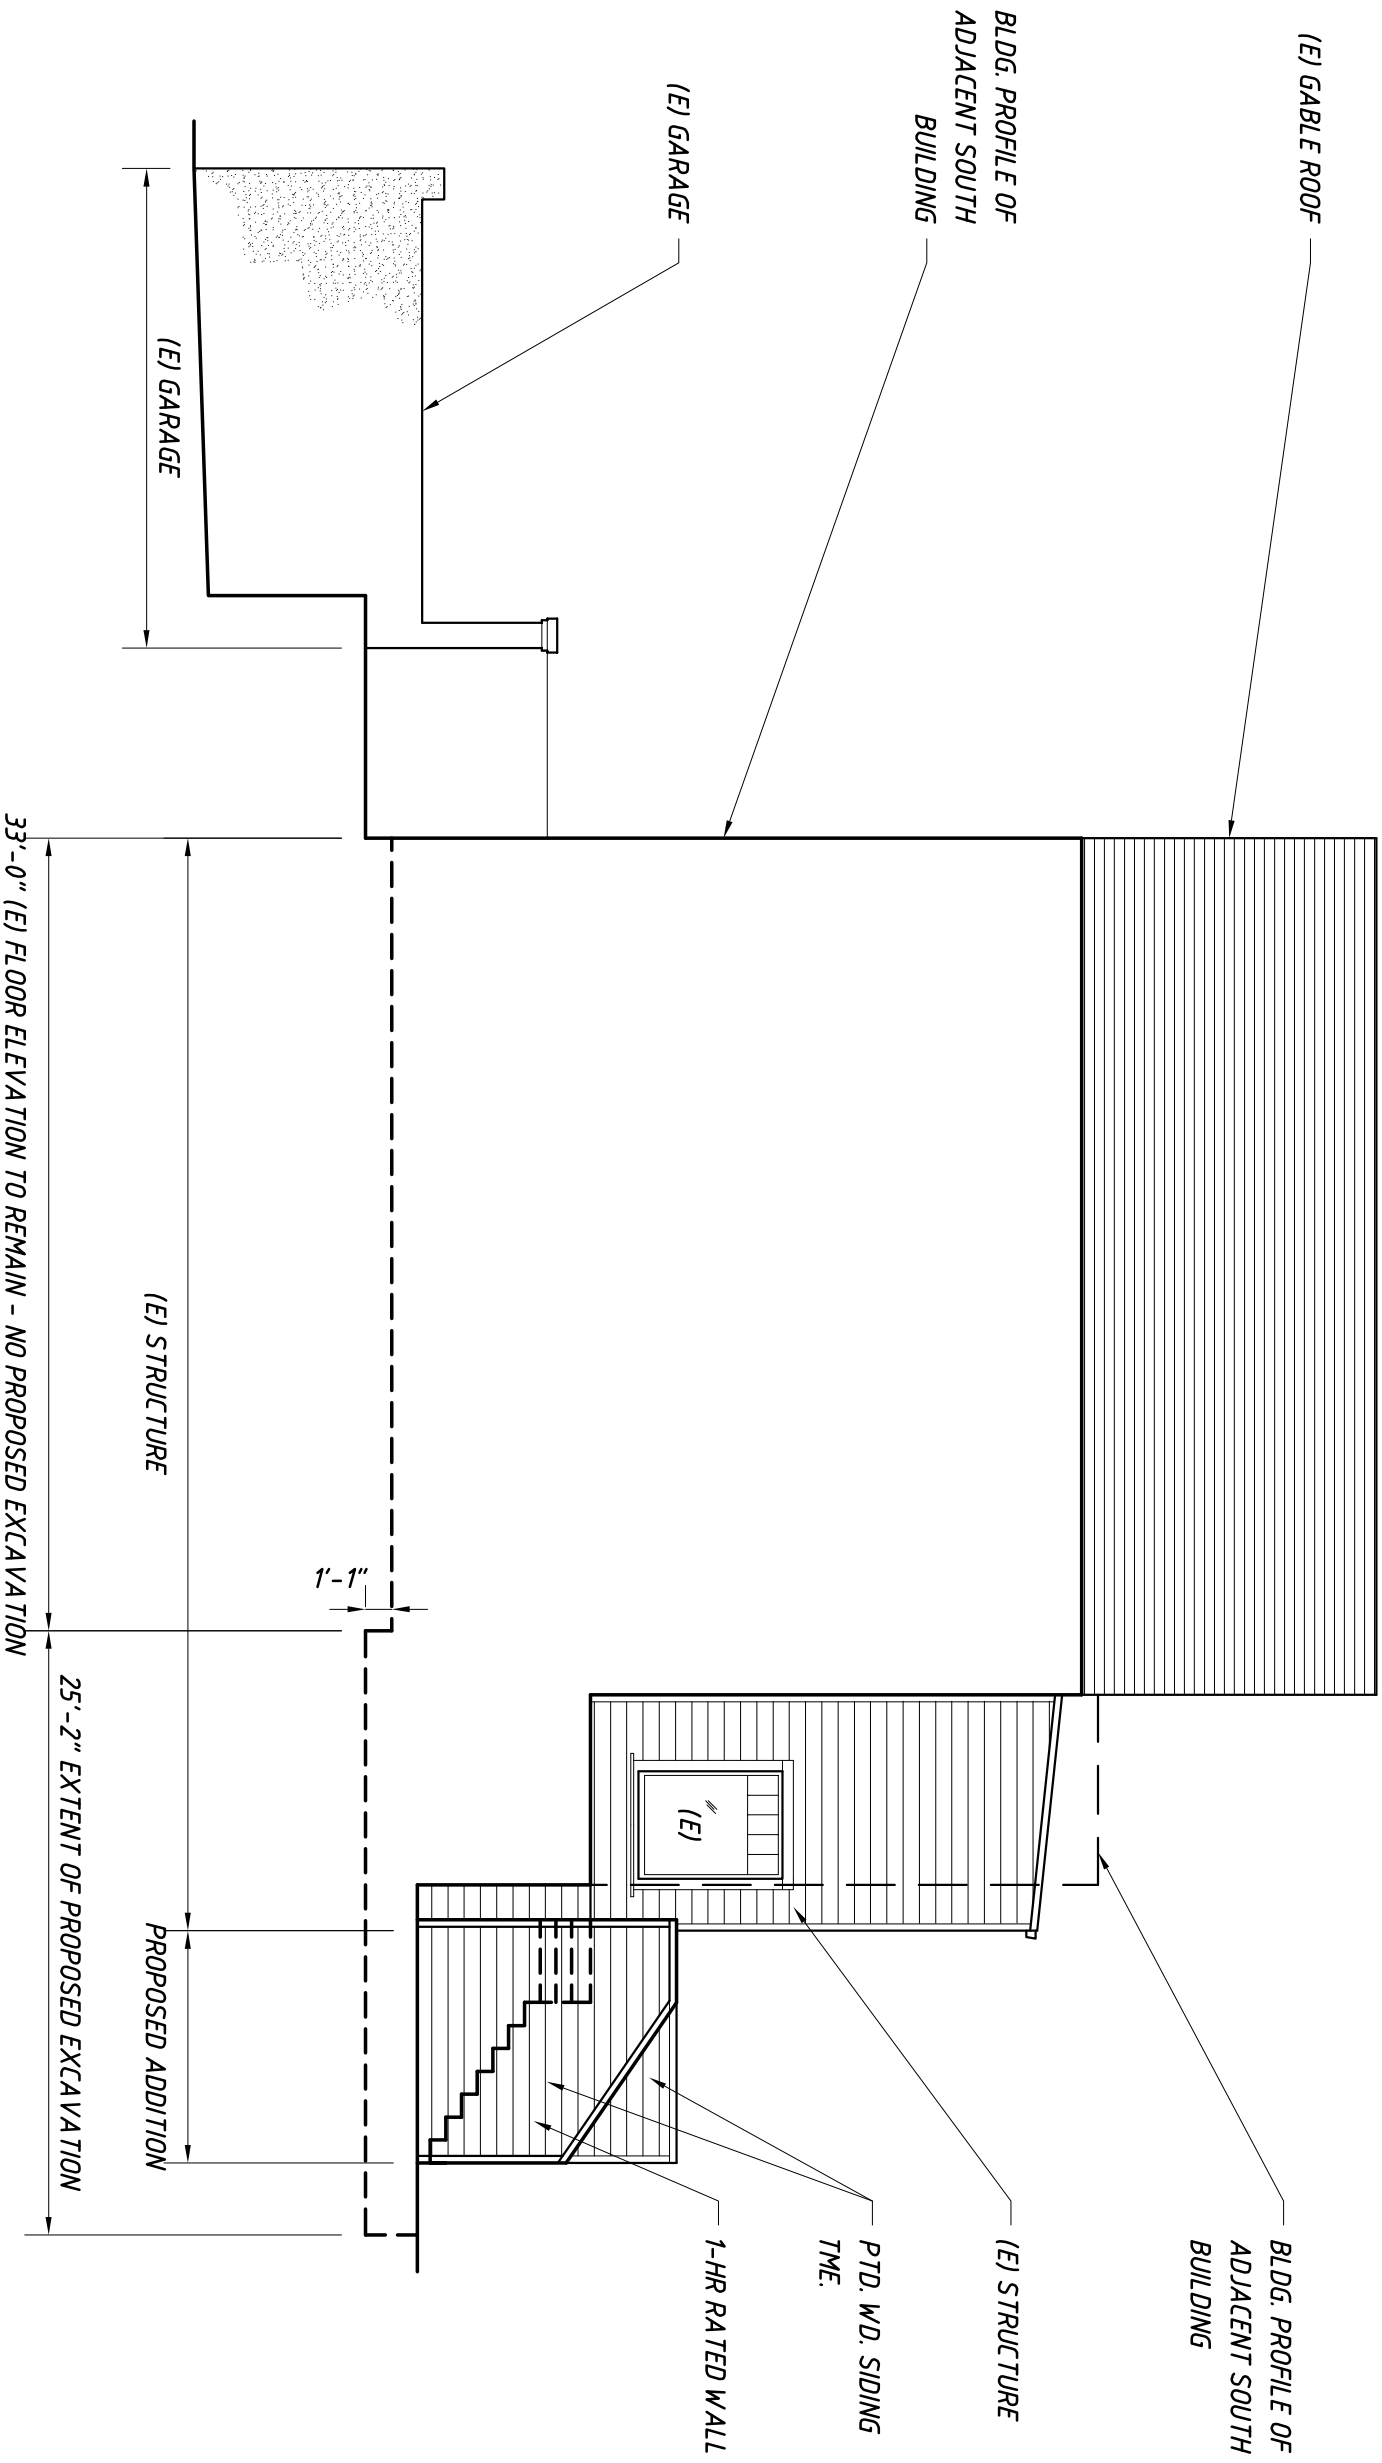 (E) GABLE ROOF
BLDG. PROFILE OF
ADJACENT SOUTH
BUILDING
(E) GARAGE
BLDG. PROFILE OF
ADJACENT SOUTH
BUILDING
(E) STRUCTURE
PTD. WD. SIDING
TME.
1-HR RATED WALL
(E)
1'-1"
(E) GARAGE
(E) STRUCTURE
PROPOSED ADDITION
25'-2" EXTENT OF PROPOSED EXCAVATION
33'-0" (E) FLOOR ELEVATION TO REMAIN - NO PROPOSED EXCAVATION